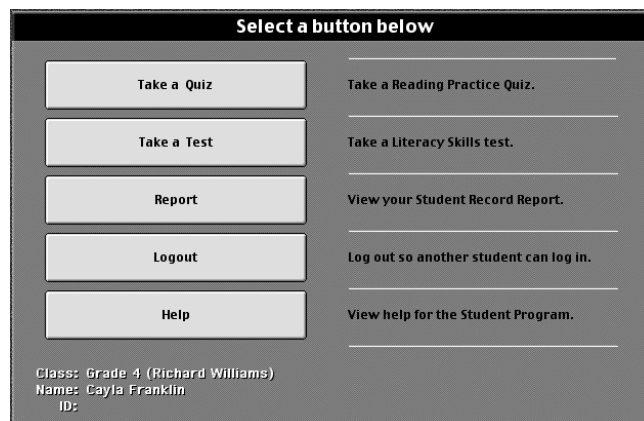 Select a button below
Take a Quiz
Take a Reading Practice Quiz.
Take a Test
Take a Literacy Skills test.
Report
View your Student Record Report.
Logout
Log out so another student can log in.
Help
View help for the Student Program.
Class: Grade 4 (Richard Williams)
Name: Cayla Franklin
ID: